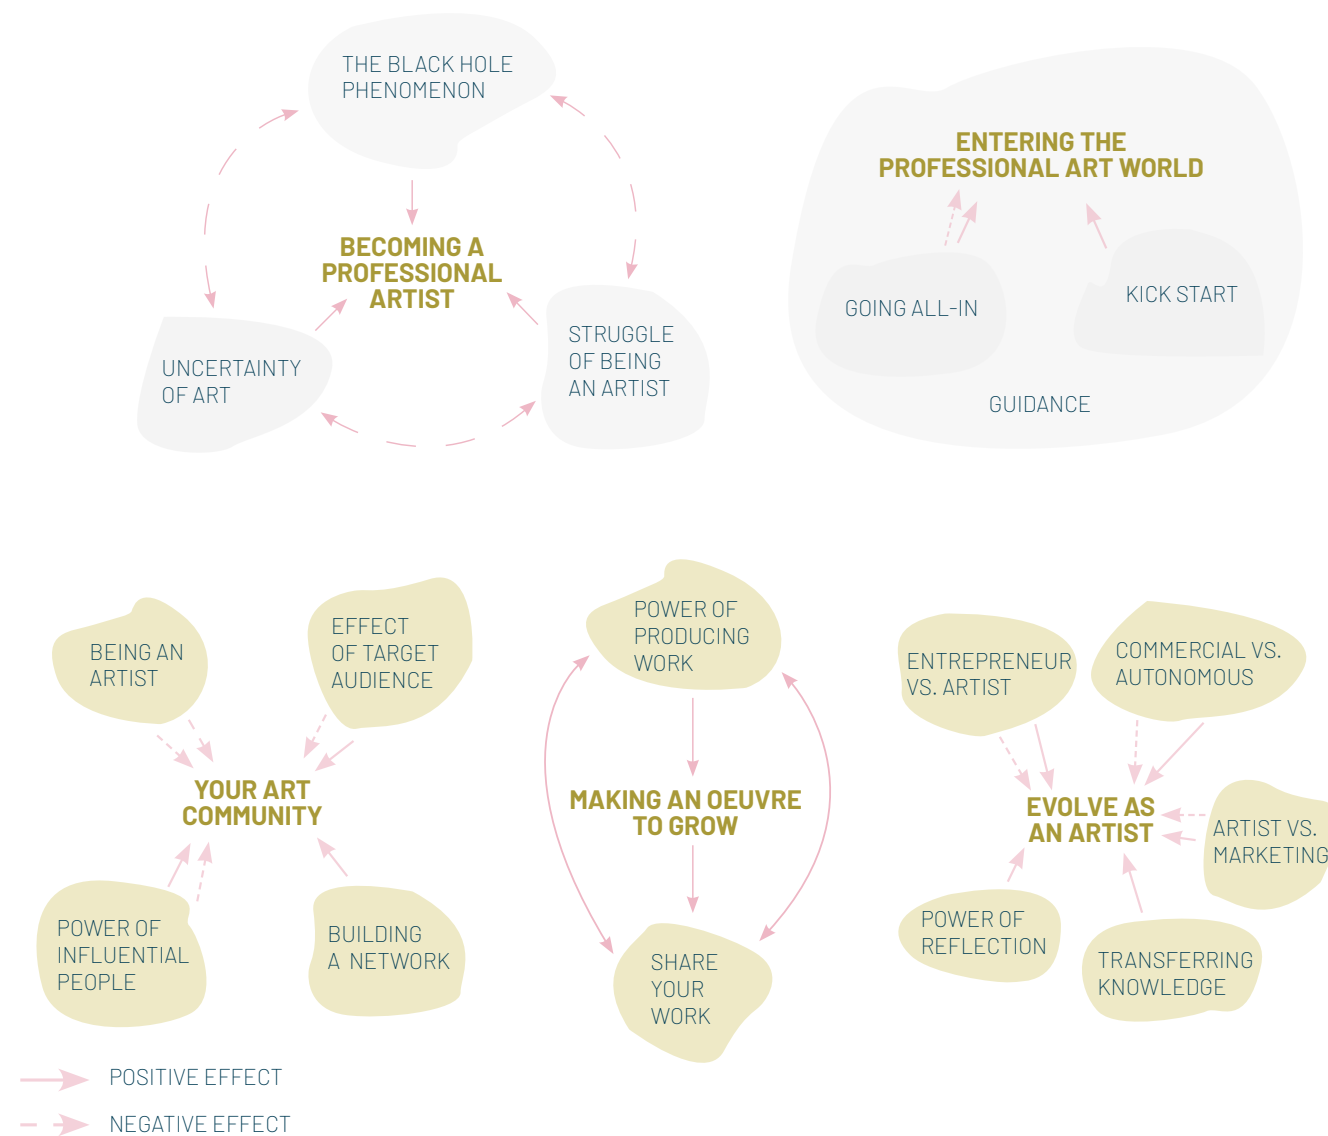 THE BLACK HOLE
PHENOMENON
BECOMING A
PROFESSIONAL
ARTIST
UNCERTAINTY
OF ART
STRUGGLE
OF BEING
AN ARTIST
ENTERING THE
PROFESSIONAL ART WORLD
GOING ALL-IN
KICK START
GUIDANCE
BEING AN
ARTIST
EFFECT
OF TARGET
AUDIENCE
YOUR ART
COMMUNITY
POWER OF
INFLUENTIAL
PEOPLE
BUILDING
A NETWORK
POWER OF
PRODUCING
WORK
MAKING AN OEUVRE
TO GROW
SHARE
YOUR
WORK
ENTREPRENEUR
VS. ARTIST
COMMERCIAL VS.
AUTONOMOUS
EVOLVE AS
AN ARTIST
ARTIST VS.
MARKETING
POWER OF
REFLECTION
TRANSFERRING
KNOWLEDGE
POSITIVE EFFECT
NEGATIVE EFFECT